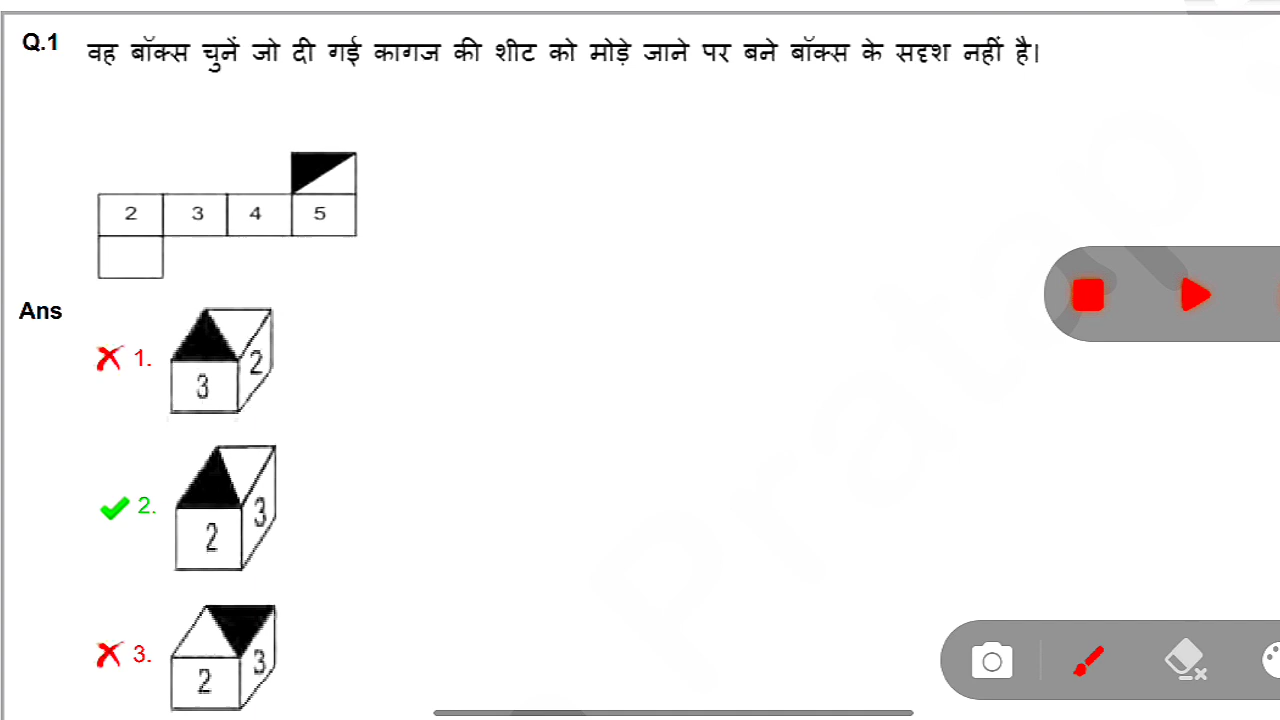 Q.1 वह बॉक्स चुनें जो दी गई कागज की शीट को मोड़े जाने पर बने बॉक्स के सदृश नहीं है।
2 3 4 5
Ans
1.
3 2
2.
2 3
3.
2 3